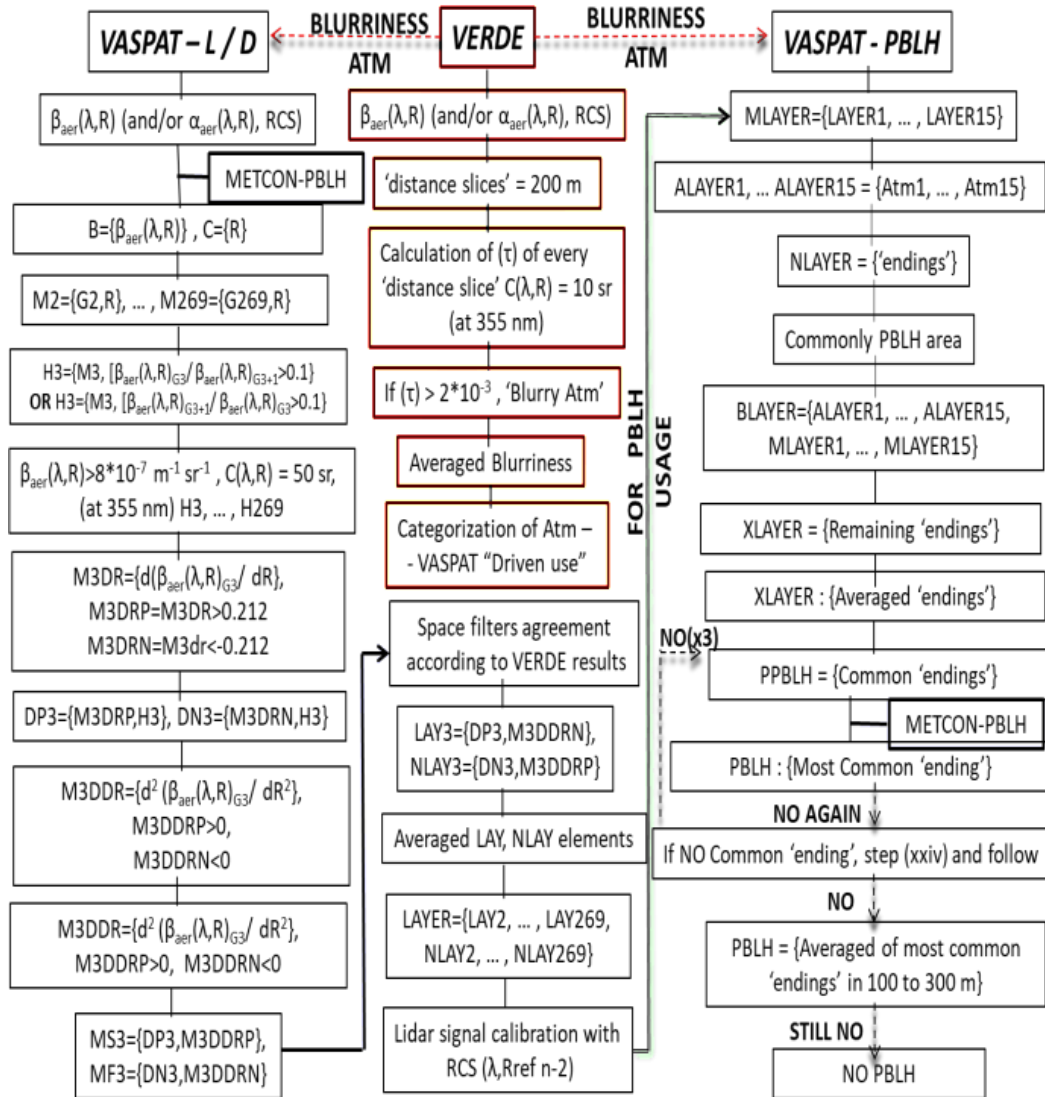 VASPAT – L / D
BLURRINESS
ATM
VERDE
BLURRINESS
ATM
VASPAT - PBLH
βaer(λ,R) (and/or αaer(λ,R), RCS)
METCON-PBLH
B={βaer(λ,R)} , C={R}
M2={G2,R}, ... , M269={G269,R}
H3={M3, [βaer(λ,R)G3/ βaer(λ,R)G3+1>0.1}
OR H3={M3, [βaer(λ,R)G3+1/ βaer(λ,R)G3>0.1}
βaer(λ,R)>8*10⁻⁷ m⁻¹ sr⁻¹ , C(λ,R) = 50 sr,
(at 355 nm) H3, ... , H269
M3DR={d(βaer(λ,R)G3/ dR},
M3DRP=M3DR>0.212
M3DRN=M3dr<-0.212
DP3={M3DRP,H3}, DN3={M3DRN,H3}
M3DDR={d² (βaer(λ,R)G3/ dR²},
M3DDRP>0,
M3DDRN<0
M3DDR={d² (βaer(λ,R)G3/ dR²},
M3DDRP>0, M3DDRN<0
MS3={DP3,M3DDRP},
MF3={DN3,M3DDRN}
βaer(λ,R) (and/or αaer(λ,R), RCS)
‘distance slices’ = 200 m
Calculation of (τ) of every
‘distance slice’ C(λ,R) = 10 sr
(at 355 nm)
If (τ) > 2*10⁻³ , ‘Blurry Atm’
Averaged Blurriness
Categorization of Atm –
- VASPAT “Driven use”
Space filters agreement
according to VERDE results
LAY3={DP3,M3DDRN},
NLAY3={DN3,M3DDRP}
Averaged LAY, NLAY elements
LAYER={LAY2, ... , LAY269,
NLAY2, ... , NLAY269}
Lidar signal calibration with
RCS (λ,Rref n-2)
FOR PBLH
USAGE
MLAYER={LAYER1, ... , LAYER15}
ALAYER1, ... ALAYER15 = {Atm1, ... , Atm15}
NLAYER = {‘endings’}
Commonly PBLH area
BLAYER={ALAYER1, ... , ALAYER15,
MLAYER1, ... , MLAYER15}
XLAYER = {Remaining ‘endings’}
XLAYER : {Averaged ‘endings’}
NO(x3)
PPBLH = {Common ‘endings’}
METCON-PBLH
PBLH : {Most Common ‘ending’}
NO AGAIN
If NO Common ‘ending’, step (xxiv) and follow
NO
PBLH = {Averaged of most common
‘endings’ in 100 to 300 m}
STILL NO
NO PBLH